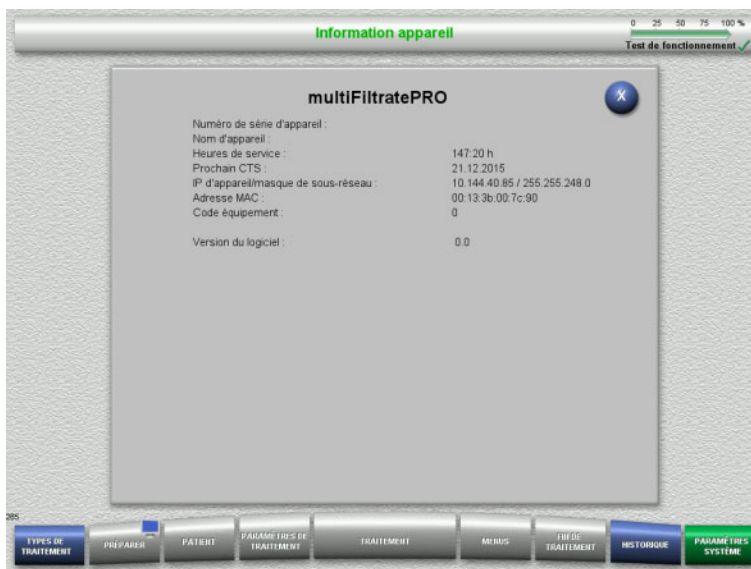 Information appareil
0 25 50 75 100 %
Test de fonctionnement
multiFiltratePRO
X
Numéro de série d'appareil :
Nom d'appareil :
Heures de service : 147:20 h
Prochain CTS : 21.12.2015
IP d'appareil/masque de sous-réseau : 10.144.40.85 / 255.255.248.0
Adresse MAC : 00:13:3b:00:7c:90
Code équipement : 0
Version du logiciel : 0.0
265
TYPES DE TRAITEMENT
PRÉPARER
PATIENT
PARAMÈTRES DE TRAITEMENT
TRAITEMENT
MENUS
FIN DE TRAITEMENT
HISTORIQUE
PARAMÈTRES SYSTÈME